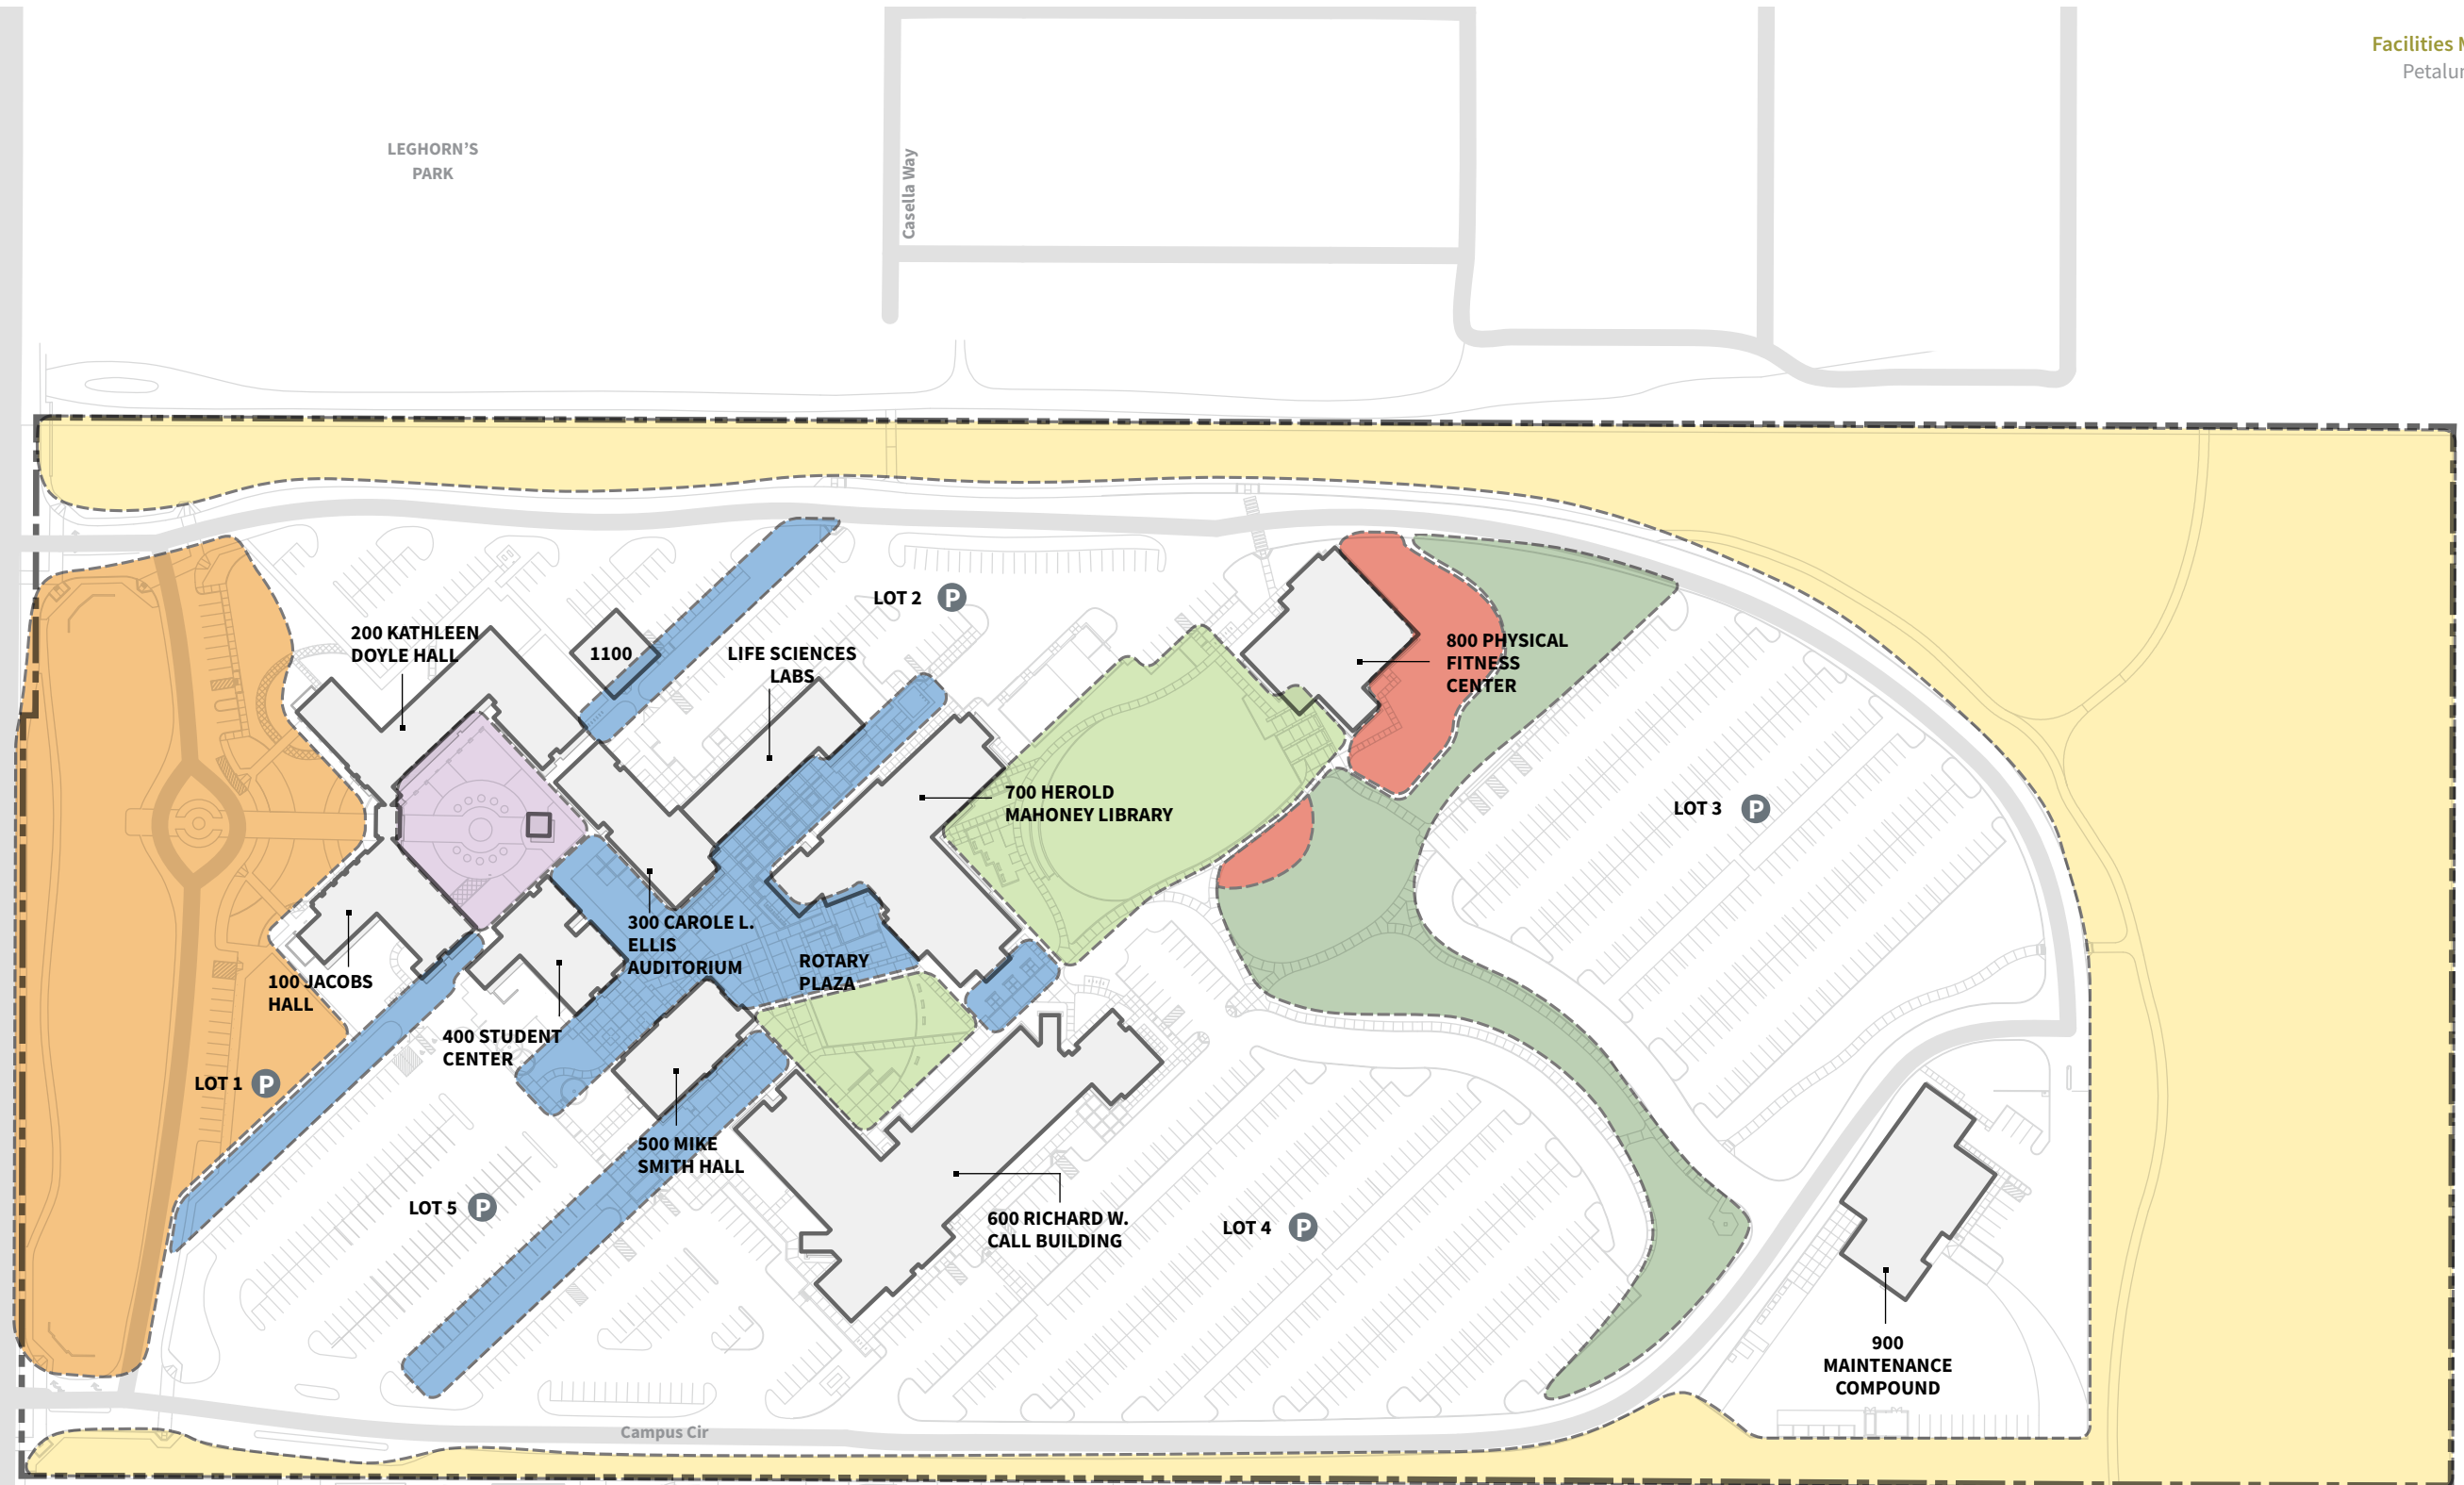 Facilities M
Petalu
LEGHORN'S
PARK
Casella Way
LOT 2 P
200 KATHLEEN
DOYLE HALL
1100
LIFE SCIENCES
LABS
800 PHYSICAL
FITNESS
CENTER
700 HEROLD
MAHONEY LIBRARY
LOT 3 P
300 CAROLE L.
ELLIS
AUDITORIUM
ROTARY
PLAZA
100 JACOBS
HALL
400 STUDENT
CENTER
LOT 1 P
500 MIKE
SMITH HALL
LOT 5 P
600 RICHARD W.
CALL BUILDING
LOT 4 P
900
MAINTENANCE
COMPOUND
Campus Cir